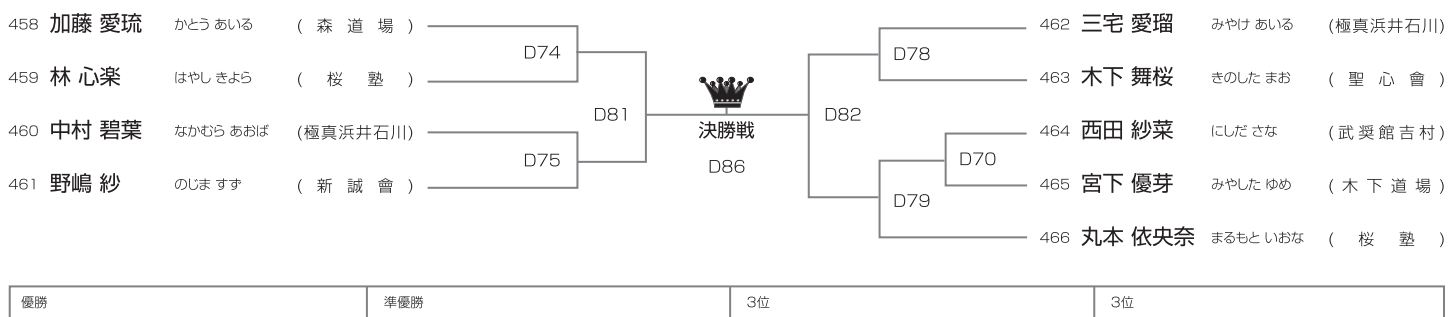 458 加藤 愛琉 かとう あいる ( 森 道 場 )
D74
459 林 心楽 はやし きよら ( 桜 塾 )
D81
460 中村 碧葉 なかむら あおば (極真浜井石川)
D75
461 野嶋 紗 のじま すず ( 新 誠 會 )
決勝戦
D86
462 三宅 愛瑠 みやけ あいる (極真浜井石川)
D78
463 木下 舞桜 きのした まお ( 聖 心 會 )
D82
464 西田 紗菜 にしだ さな (武奨館吉村)
D70
465 宮下 優芽 みやした ゆめ ( 木 下 道 場 )
D79
466 丸本 依央奈 まるもと いおな ( 桜 塾 )
優勝 準優勝 3位 3位